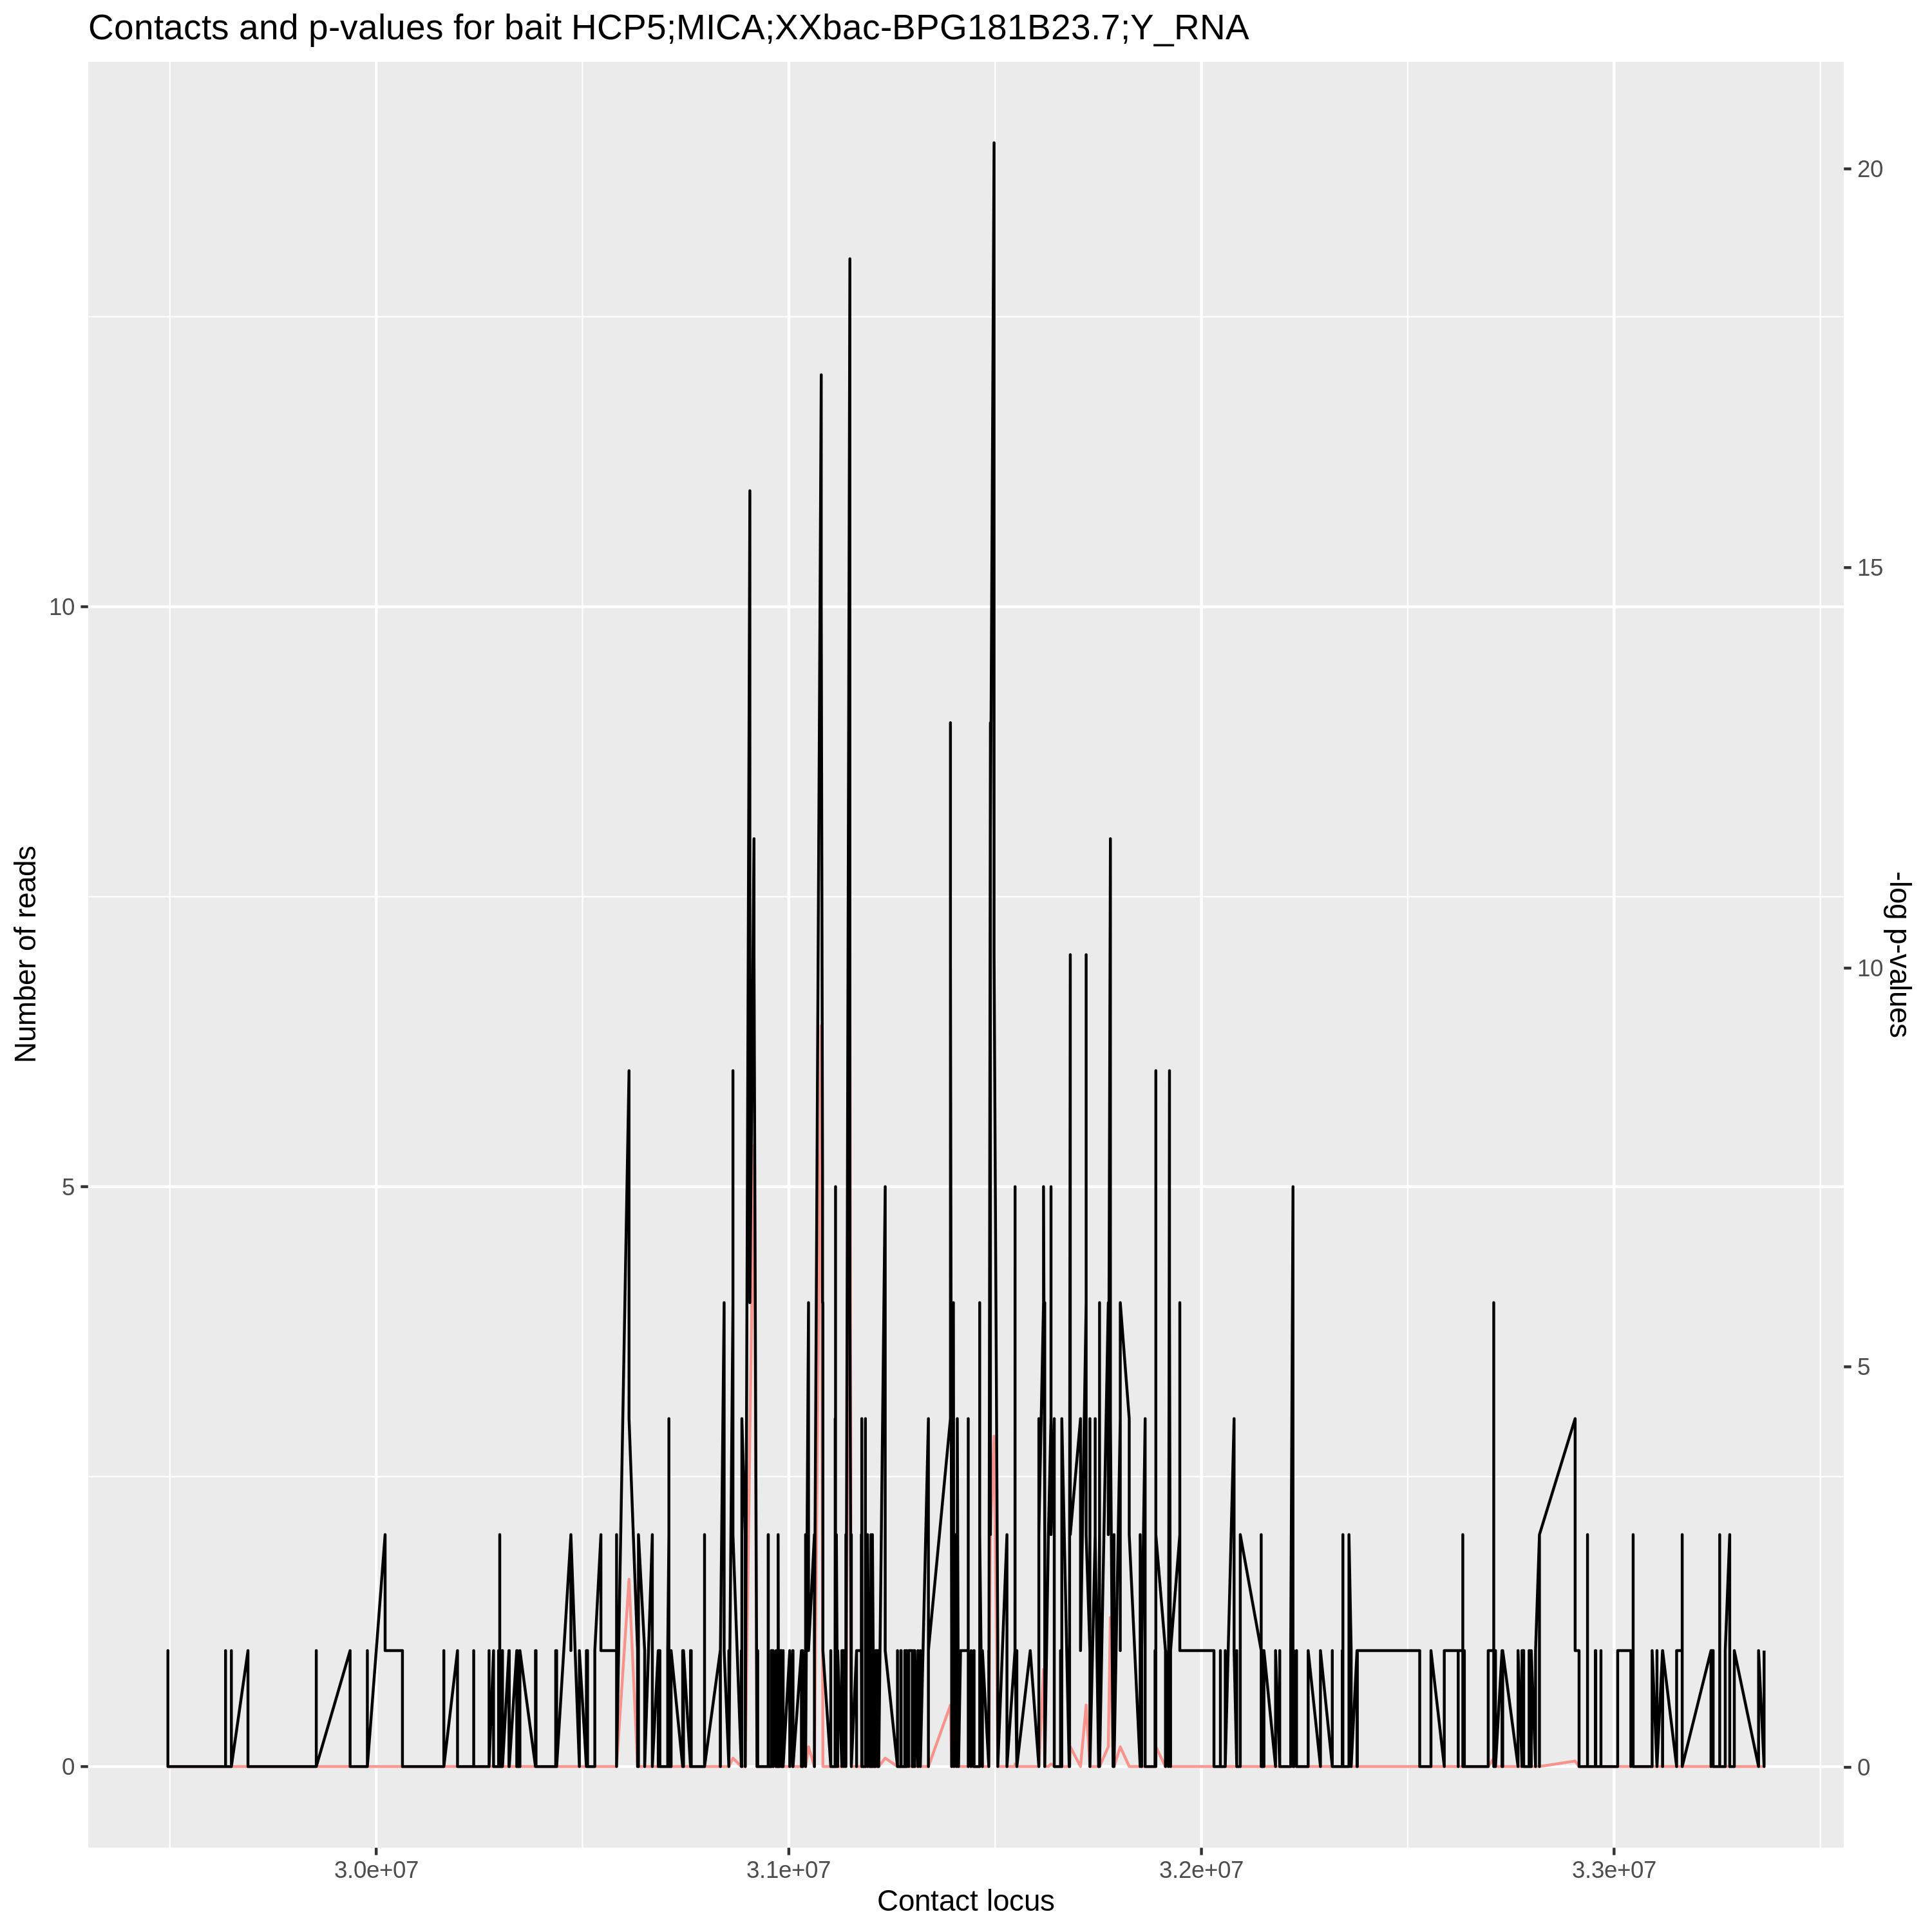 Contacts and p-values for bait HCP5;MICA;XXbac-BPG181B23.7;Y_RNA
Number of reads
10
5
0
20
15
10
5
0
-log p-values
3.0e+07
3.1e+07
3.2e+07
3.3e+07
Contact locus